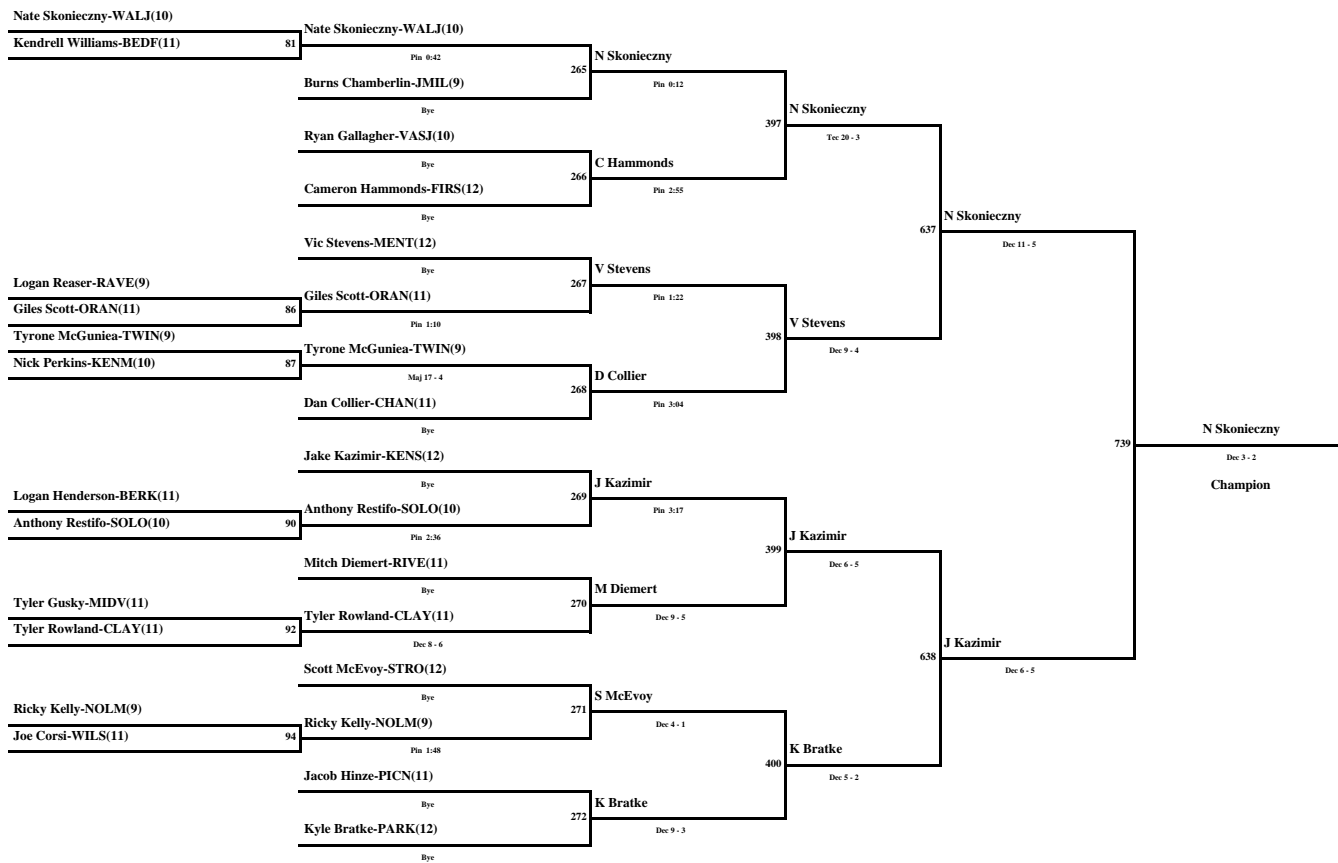 Nate Skonieczny-WALJ(10)
Kendrell Williams-BEDF(11)
81
Nate Skonieczny-WALJ(10)
Pin 0:42
Burns Chamberlin-JMIL(9)
Bye
265
N Skonieczny
Pin 0:12
Ryan Gallagher-VASJ(10)
Bye
Cameron Hammonds-FIRS(12)
Bye
266
C Hammonds
Pin 2:55
397
N Skonieczny
Tec 20 - 3
Vic Stevens-MENT(12)
Bye
Logan Reaser-RAVE(9)
Giles Scott-ORAN(11)
86
Giles Scott-ORAN(11)
Pin 1:10
267
V Stevens
Pin 1:22
Tyrone McGuniea-TWIN(9)
Nick Perkins-KENM(10)
87
Tyrone McGuniea-TWIN(9)
Maj 17 - 4
Dan Collier-CHAN(11)
Bye
268
D Collier
Pin 3:04
398
V Stevens
Dec 9 - 4
637
N Skonieczny
Dec 11 - 5
Jake Kazimir-KENS(12)
Bye
Logan Henderson-BERK(11)
Anthony Restifo-SOLO(10)
90
Anthony Restifo-SOLO(10)
Pin 2:36
269
J Kazimir
Pin 3:17
Mitch Diemert-RIVE(11)
Bye
Tyler Gusky-MIDV(11)
Tyler Rowland-CLAY(11)
92
Tyler Rowland-CLAY(11)
Dec 8 - 6
270
M Diemert
Dec 9 - 5
399
J Kazimir
Dec 6 - 5
Scott McEvoy-STRO(12)
Bye
Ricky Kelly-NOLM(9)
Joe Corsi-WILS(11)
94
Ricky Kelly-NOLM(9)
Pin 1:48
271
S McEvoy
Dec 4 - 1
Jacob Hinze-PICN(11)
Bye
Kyle Bratke-PARK(12)
Bye
272
K Bratke
Dec 9 - 3
400
K Bratke
Dec 5 - 2
638
J Kazimir
Dec 6 - 5
739
N Skonieczny
Dec 3 - 2
Champion